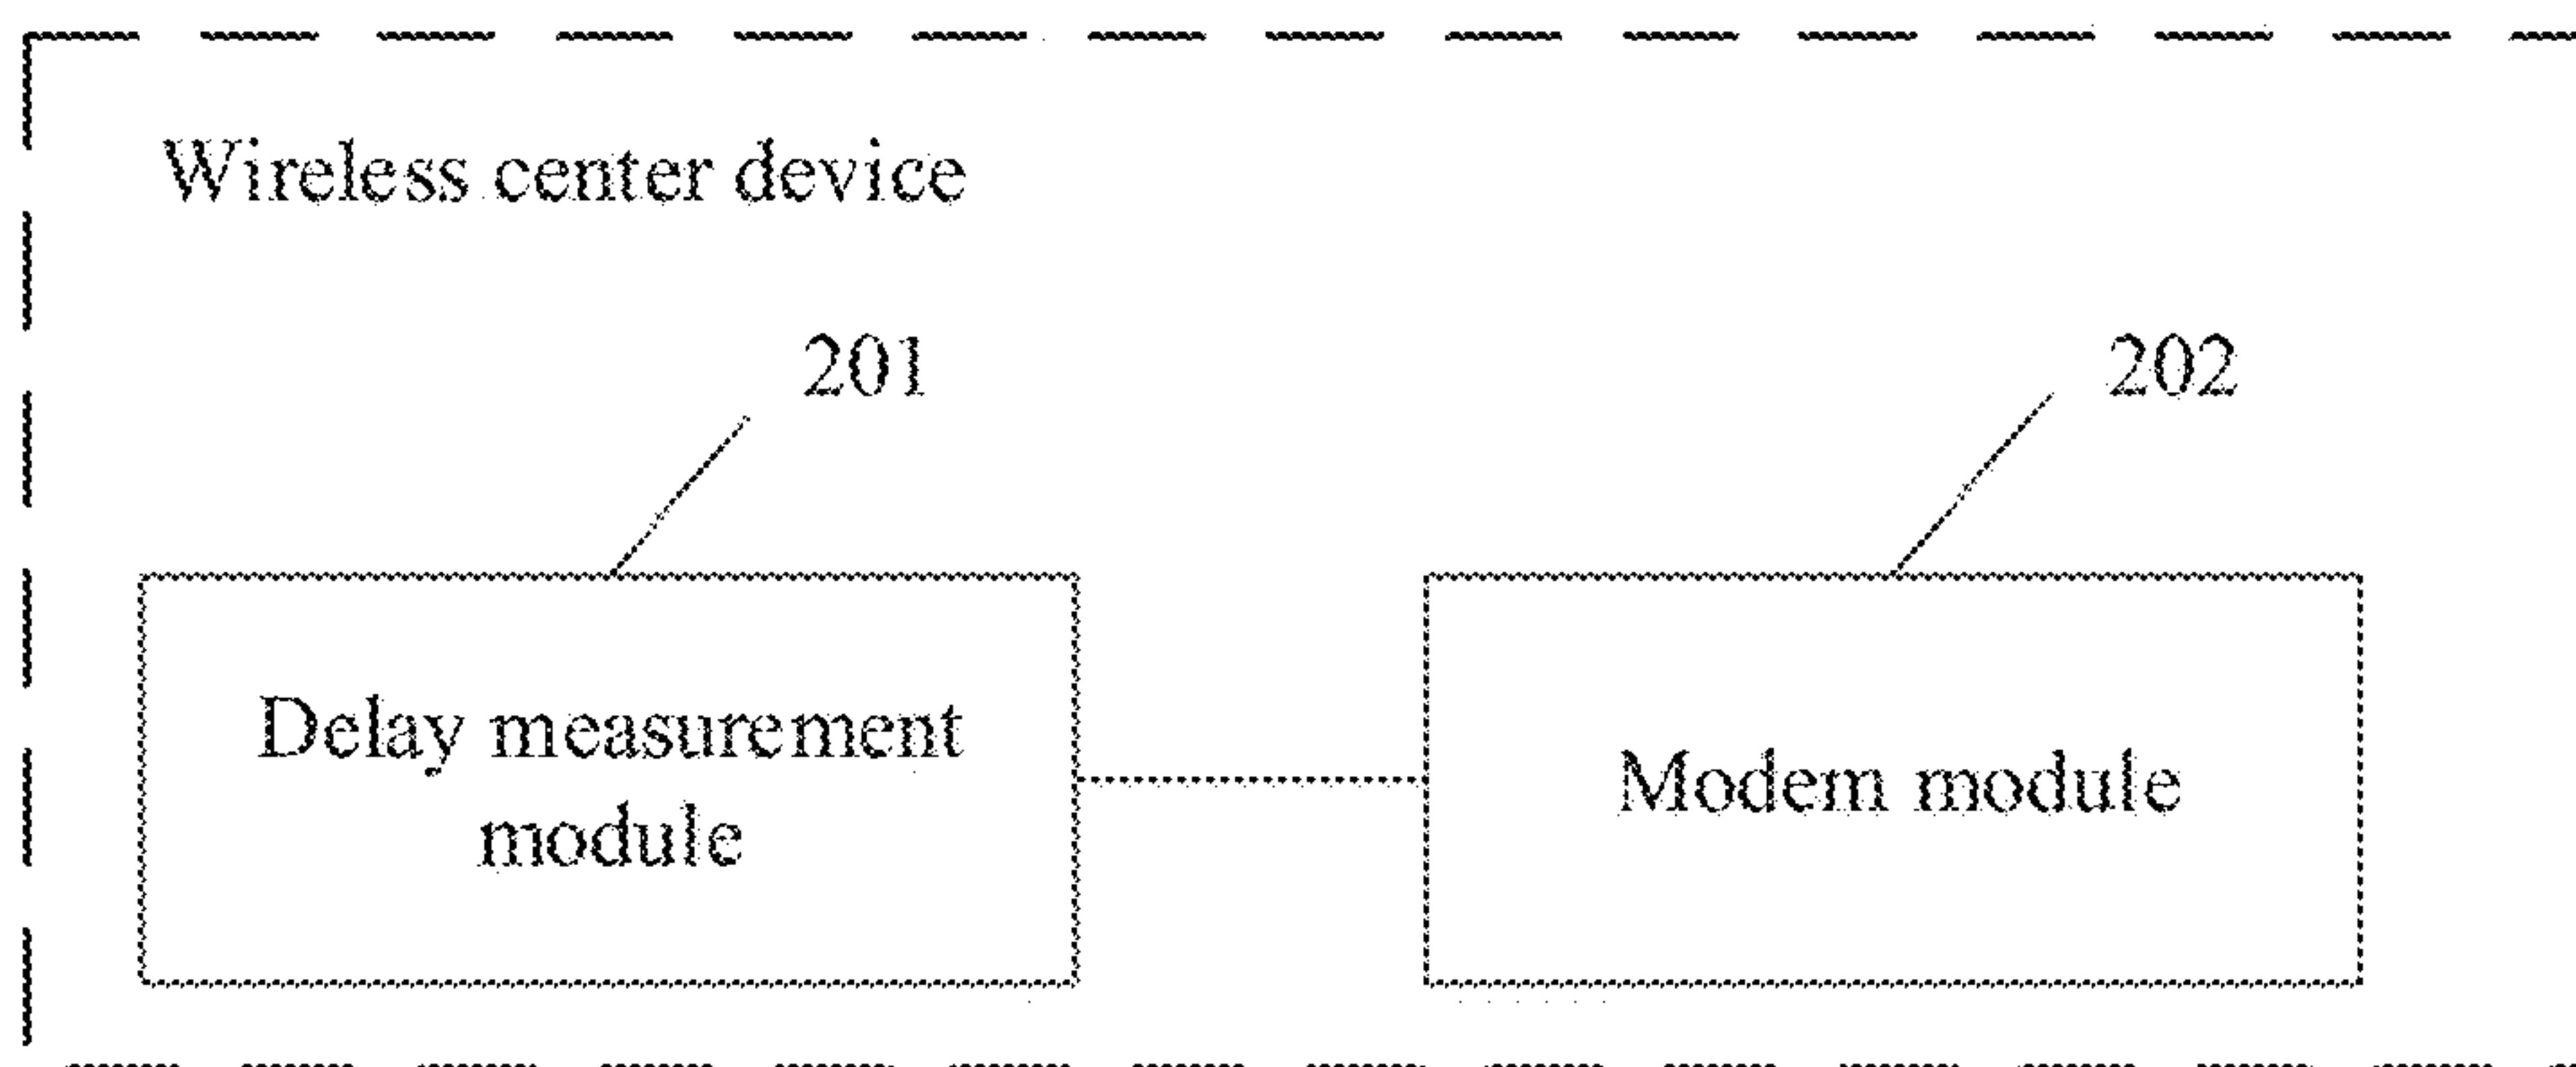 Wireless center device
201
202
Delay measurement
module
Modem module